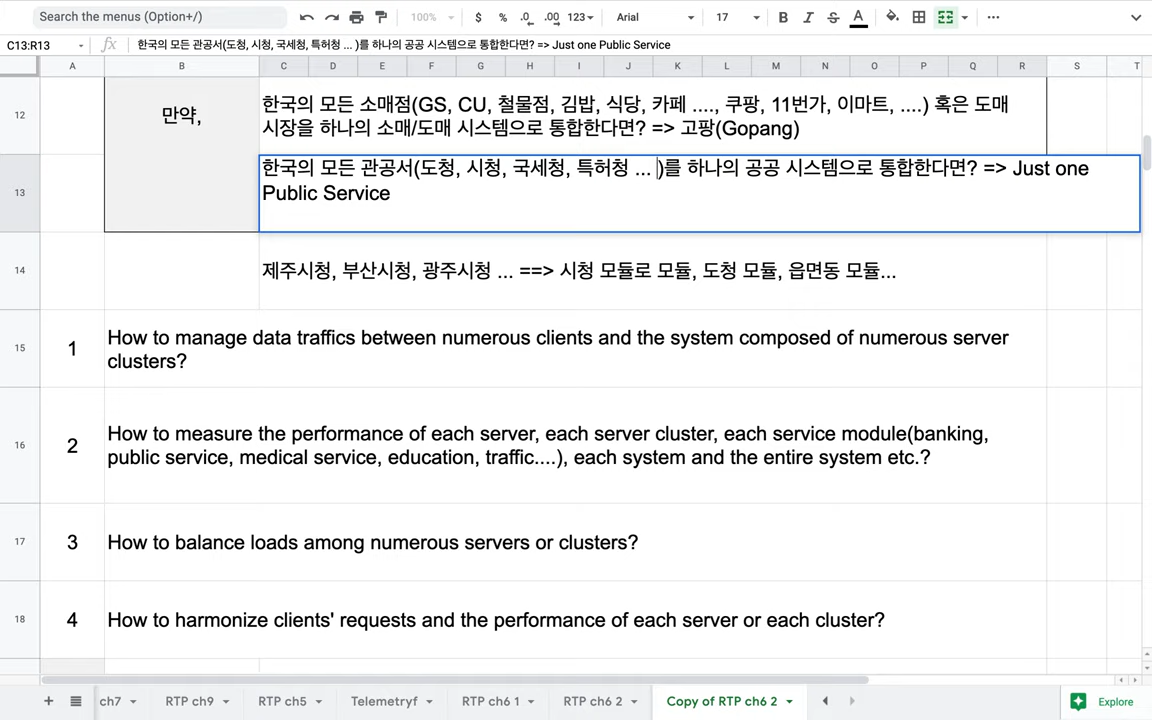 Search the menus (Option+/)
100%
$ % .0 .00 123
Arial
17
B I S A
C13:R13
fx 한국의 모든 관공서(도청, 시청, 국세청, 특허청 ... )를 하나의 공공 시스템으로 통합한다면? => Just one Public Service
A B C D E F G H I J K L M N O P Q R S T
12
만약,
한국의 모든 소매점(GS, CU, 철물점, 김밥, 식당, 카페 ...., 쿠팡, 11번가, 이마트, ....) 혹은 도매
시장을 하나의 소매/도매 시스템으로 통합한다면? => 고팡(Gopang)
13
한국의 모든 관공서(도청, 시청, 국세청, 특허청 ... )를 하나의 공공 시스템으로 통합한다면? => Just one
Public Service
14
제주시청, 부산시청, 광주시청 ... ==> 시청 모듈로 모듈, 도청 모듈, 읍면동 모듈...
15
1
How to manage data traffics between numerous clients and the system composed of numerous server
clusters?
16
2
How to measure the performance of each server, each server cluster, each service module(banking,
public service, medical service, education, traffic....), each system and the entire system etc.?
17
3
How to balance loads among numerous servers or clusters?
18
4
How to harmonize clients' requests and the performance of each server or each cluster?
ch7
RTP ch9
RTP ch5
Telemetryf
RTP ch6 1
RTP ch6 2
Copy of RTP ch6 2
Explore